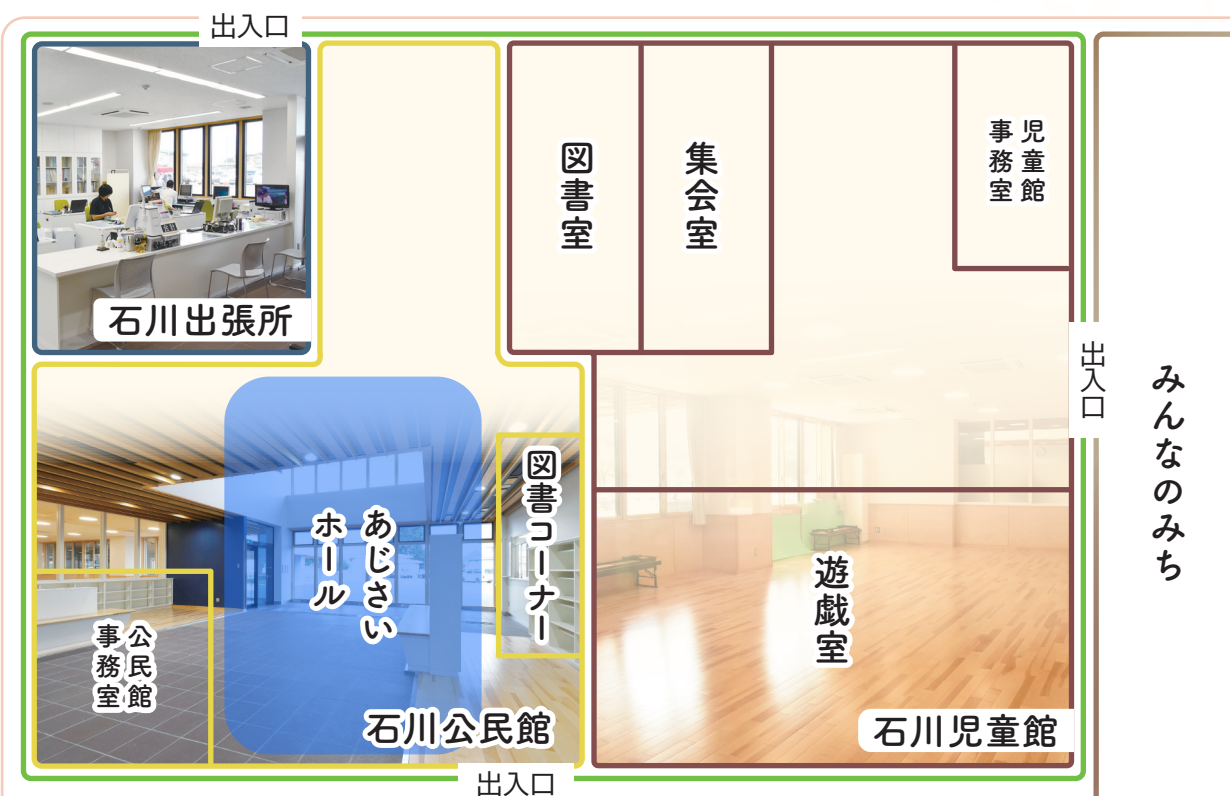 出入口
石川出張所
図書室
集会室
児童館
事務室
出入口
みんなのみち
あじさい
ホール
図書コーナー
公民館
事務室
石川公民館
遊戯室
石川児童館
出入口